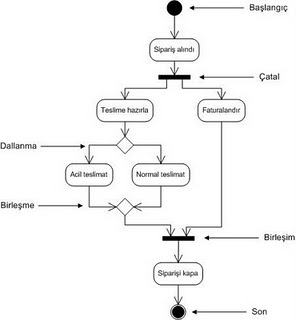 Başlangıç
Sipariş alındı
Çatal
Teslime hazırla
Faturalandır
Dallanma
Acil teslimat
Normal teslimat
Birleşme
Birleşim
Siparişi kapa
Son